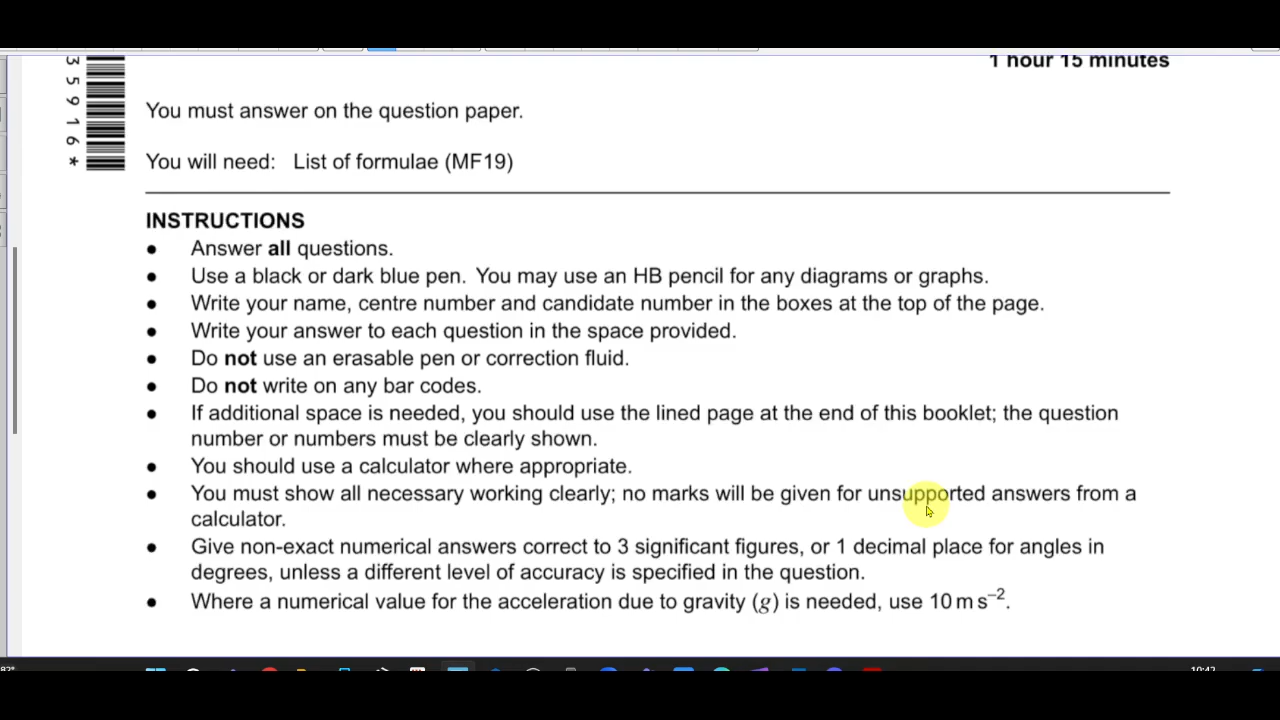 1 hour 15 minutes
35916*
You must answer on the question paper.
You will need: List of formulae (MF19)
INSTRUCTIONS
● Answer all questions.
● Use a black or dark blue pen. You may use an HB pencil for any diagrams or graphs.
● Write your name, centre number and candidate number in the boxes at the top of the page.
● Write your answer to each question in the space provided.
● Do not use an erasable pen or correction fluid.
● Do not write on any bar codes.
● If additional space is needed, you should use the lined page at the end of this booklet; the question
number or numbers must be clearly shown.
● You should use a calculator where appropriate.
● You must show all necessary working clearly; no marks will be given for unsupported answers from a
calculator.
● Give non-exact numerical answers correct to 3 significant figures, or 1 decimal place for angles in
degrees, unless a different level of accuracy is specified in the question.
● Where a numerical value for the acceleration due to gravity (g) is needed, use 10 m s⁻².
82°
10:42